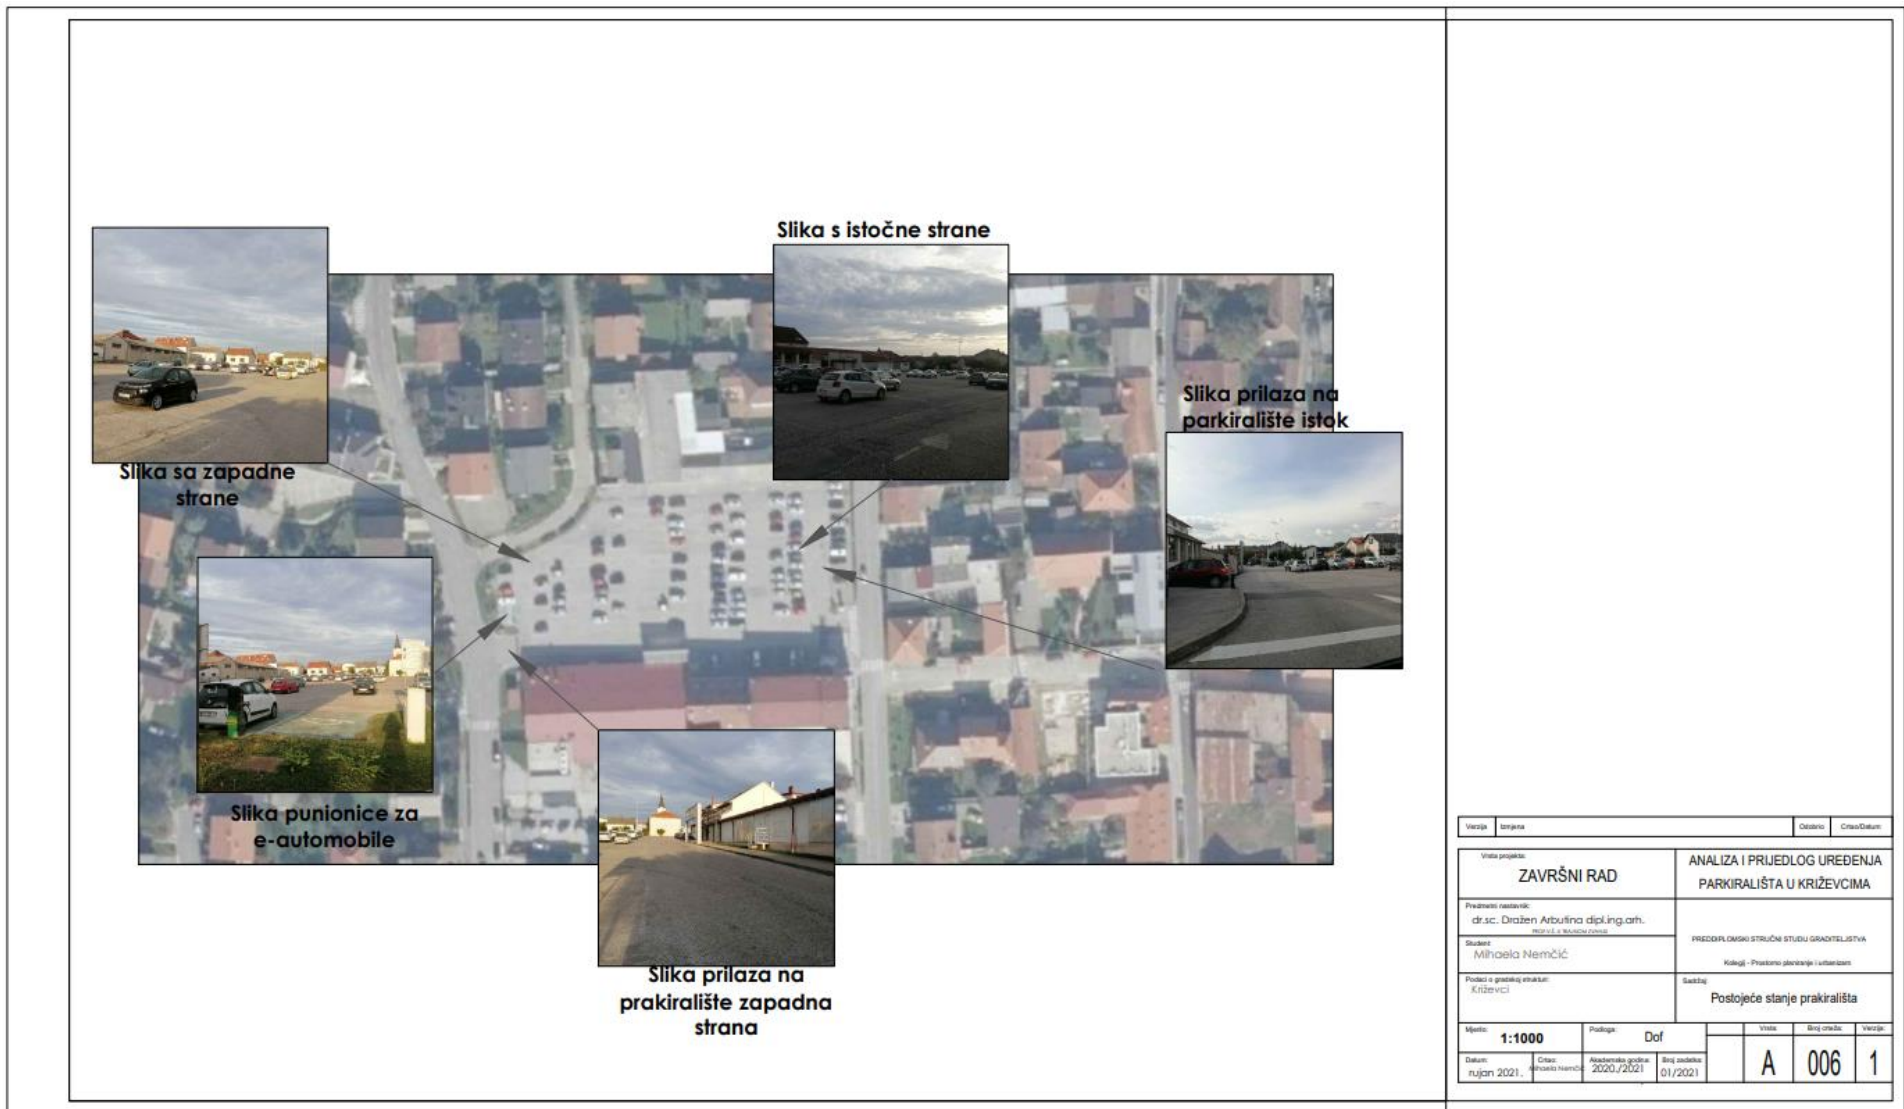 Slika s istočne strane
Slika prilaza na
parkiralište istok
Slika sa zapadne
strane
Slika punionice za
e-automobile
Slika prilaza na
prakiralište zapadna
strana
Verzija
Izmjena
Odobrio
Crtao/Datum
Vrsta projekta:
ZAVRŠNI RAD
ANALIZA I PRIJEDLOG UREĐENJA
PARKIRALIŠTA U KRIŽEVCIMA
Predmetni nastavnik:
dr.sc. Dražen Arbutina dipl.ing.arh.
Student:
Mihaela Nemčić
PREDDIPLOMSKI STRUČNI STUDIJ GRADITELJSTVA
Kolegij - Prostorno planiranje i urbanizam
Podaci o gradskoj strukturi:
Križevci
Sadržaj:
Postojeće stanje prakirališta
Mjerilo:
1:1000
Podloga:
Dof
Vrsta:
A
Broj crteža:
006
Verzija:
1
Datum:
rujan 2021.
Crtao:
Mihaela Nemčić
Akademska godina:
2020./2021
Broj zadatka:
01/2021